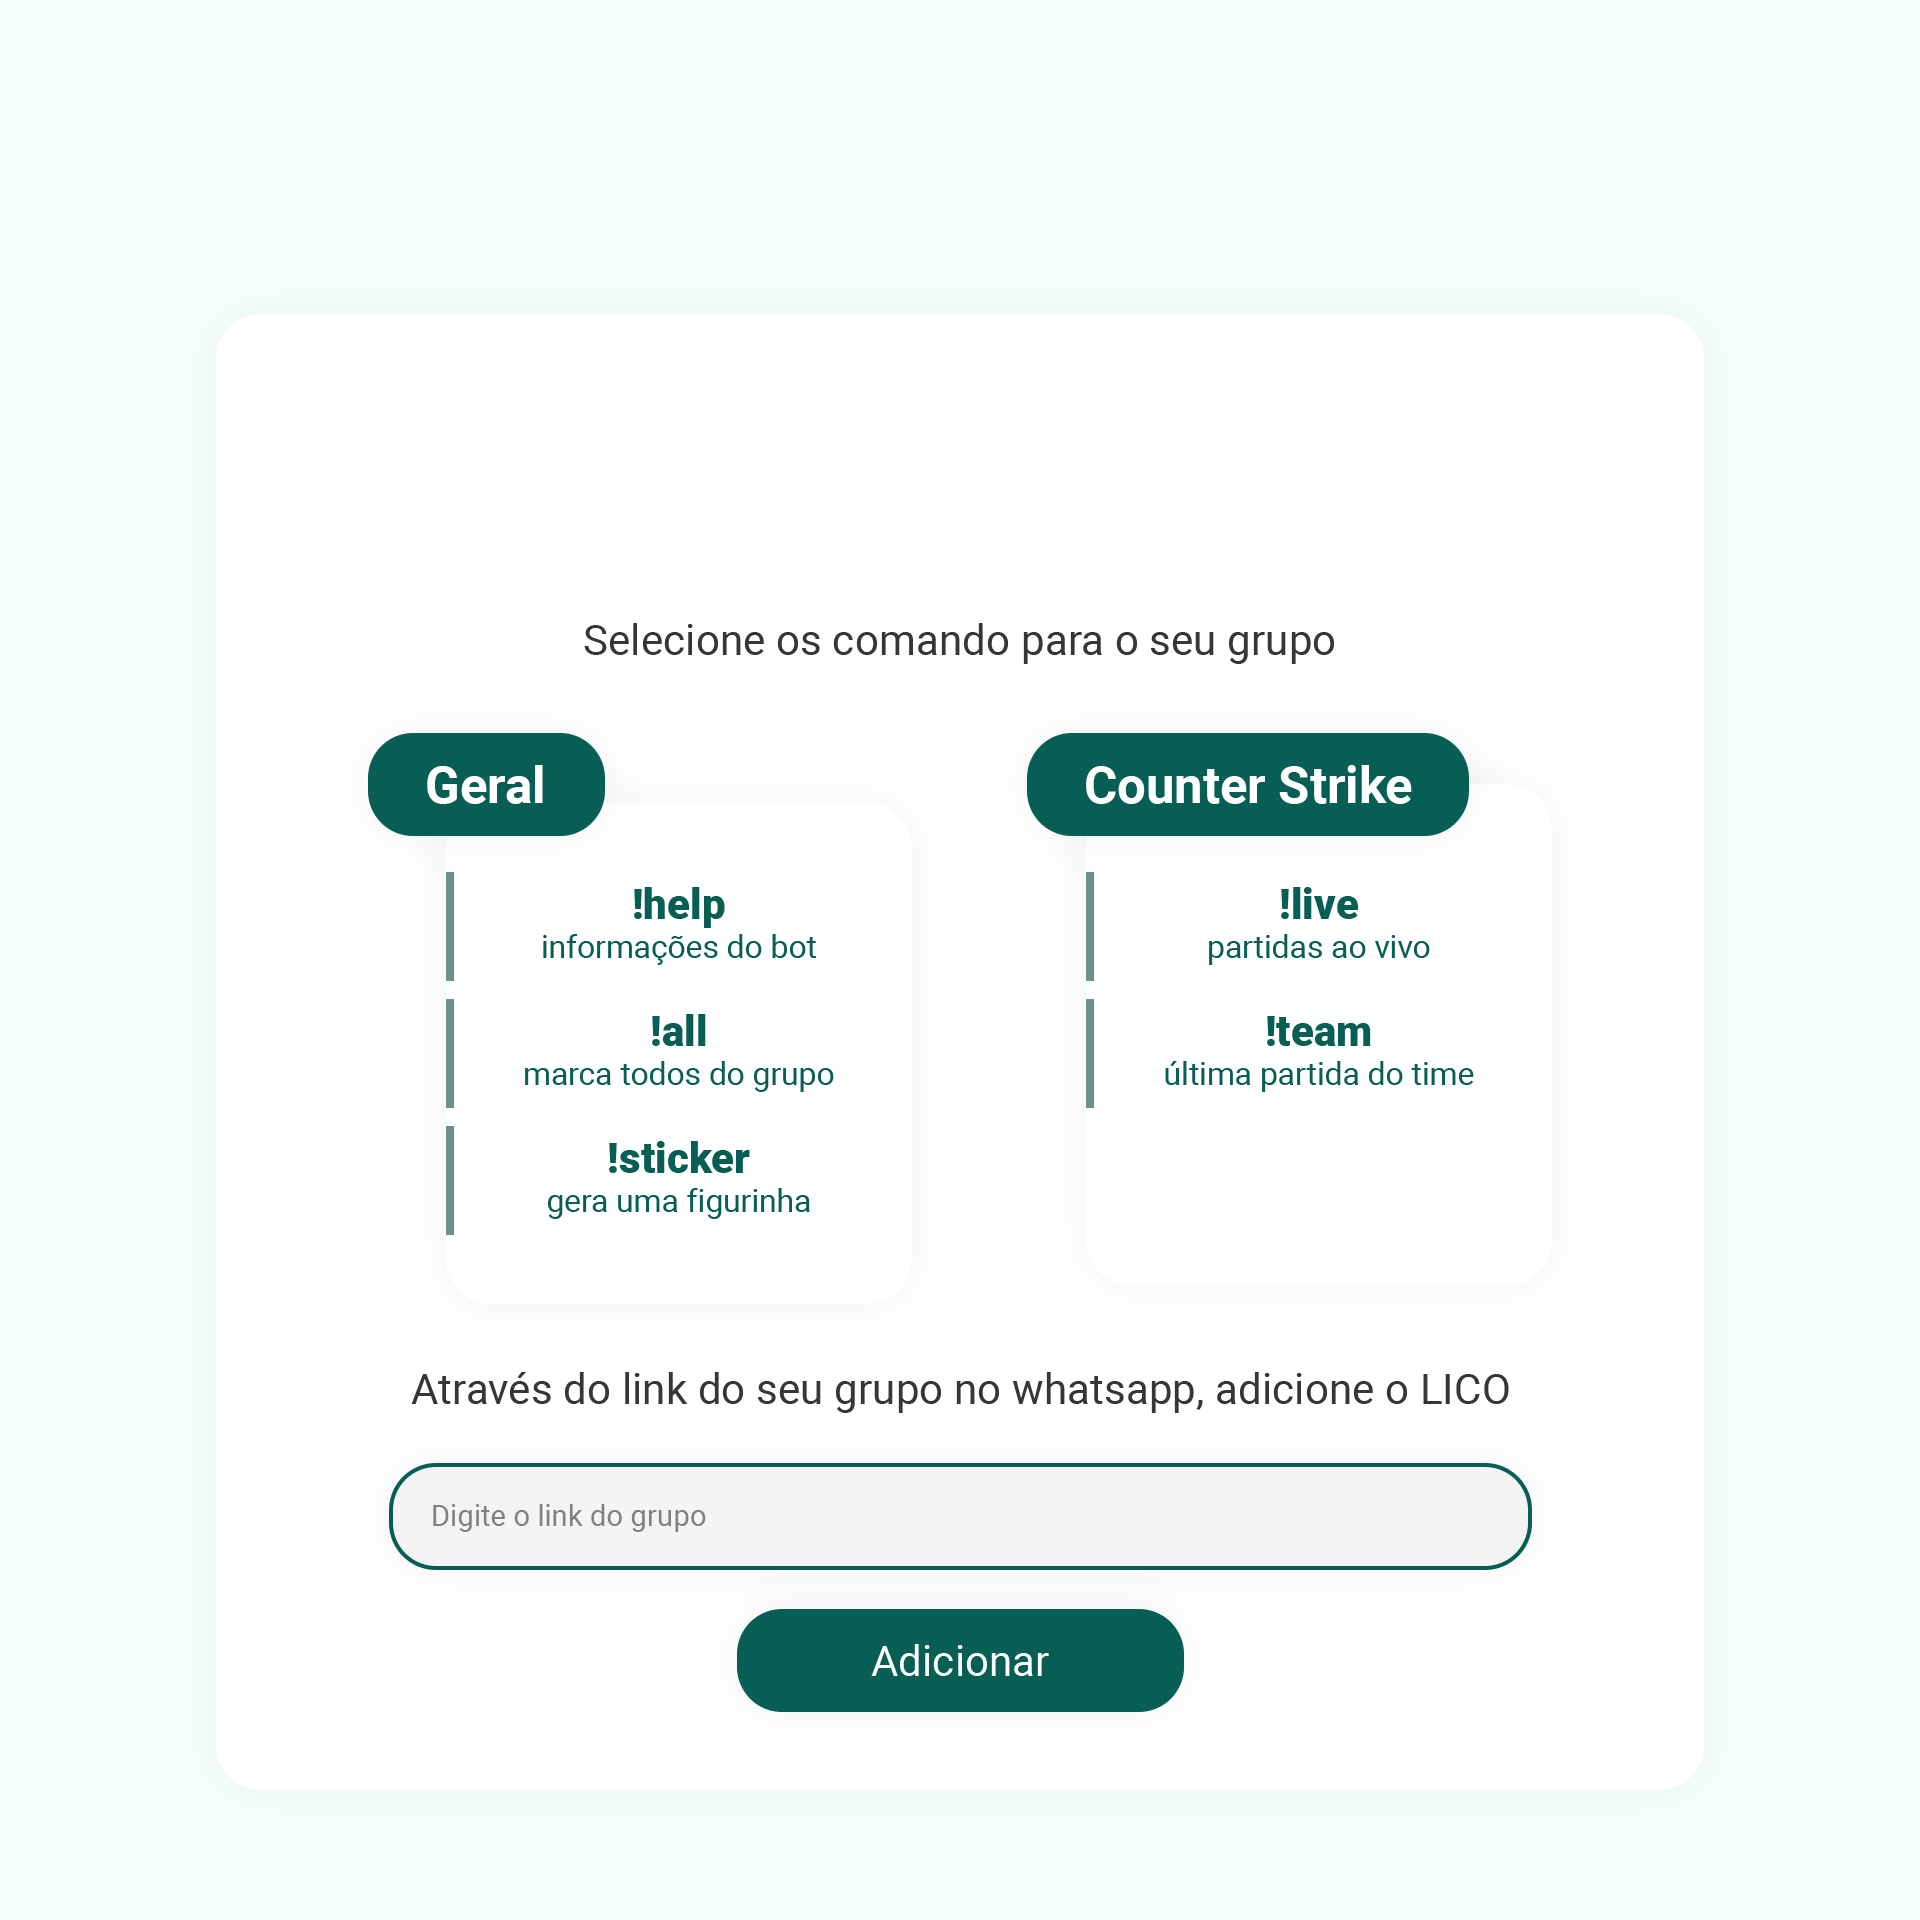 Selecione os comando para o seu grupo
Geral
!help
informações do bot
!all
marca todos do grupo
!sticker
gera uma figurinha
Counter Strike
!live
partidas ao vivo
!team
última partida do time
Através do link do seu grupo no whatsapp, adicione o LICO
Digite o link do grupo
Adicionar